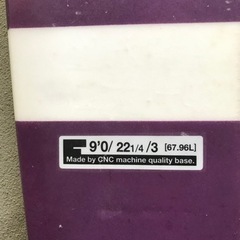 9'0/ 22 1/4 /3 [67.96L]
Made by CNC machine quality base.